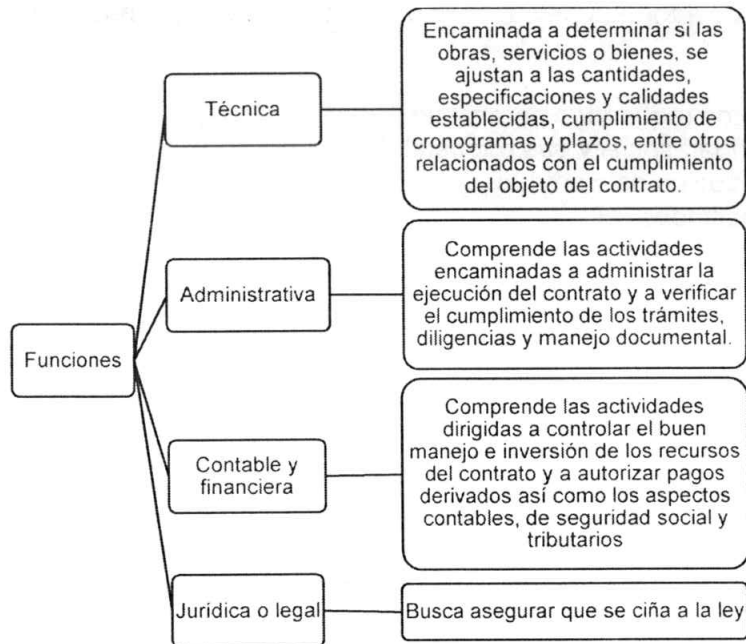 Funciones
Técnica
Encaminada a determinar si las
obras, servicios o bienes, se
ajustan a las cantidades,
especificaciones y calidades
establecidas, cumplimiento de
cronogramas y plazos, entre otros
relacionados con el cumplimiento
del objeto del contrato.
Administrativa
Comprende las actividades
encaminadas a administrar la
ejecución del contrato y a verificar
el cumplimiento de los trámites,
diligencias y manejo documental.
Contable y
financiera
Comprende las actividades
dirigidas a controlar el buen
manejo e inversión de los recursos
del contrato y a autorizar pagos
derivados así como los aspectos
contables, de seguridad social y
tributarios
Jurídica o legal
Busca asegurar que se ciña a la ley